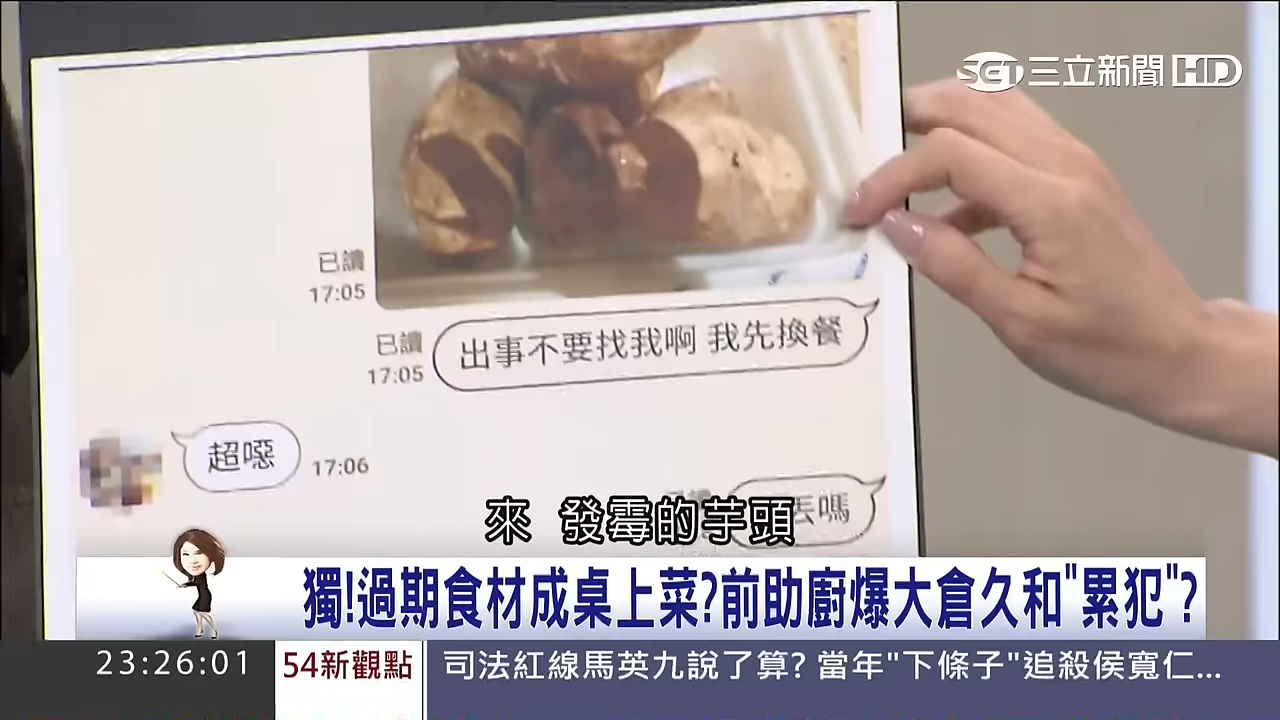 SET三立新聞HD
已讀
17:05
已讀
17:05
出事不要找我啊 我先換餐
超噁
17:06
丟嗎
來 發霉的芋頭
獨!過期食材成桌上菜?前助廚爆大倉久和"累犯"?
23:26:01
54新觀點
司法紅線馬英九說了算? 當年"下條子"追殺侯寬仁...